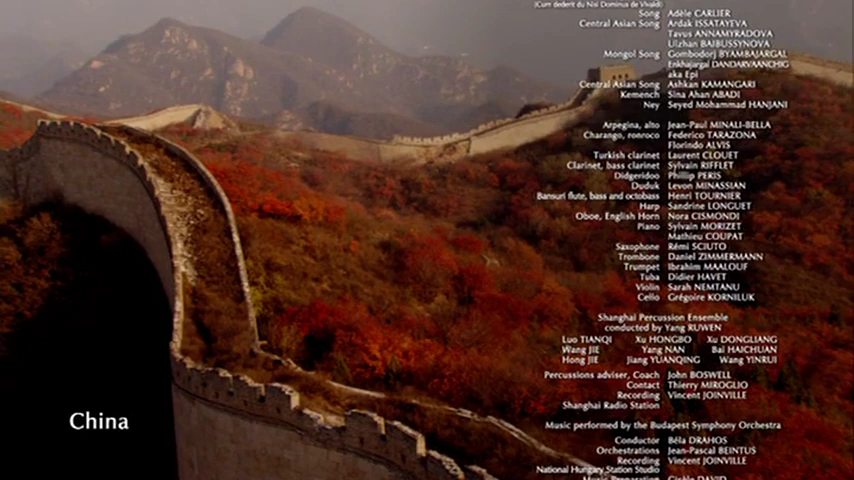 (Cum dederit du Nisi Dominus de Vivaldi)
Song Adèle CARLIER
Central Asian Song Ardak ISSATAYEVA
Tavus ANNAMYRADOVA
Ulzhan BAIBUSSYNOVA
Mongol Song Gombodorj BYAMBAJARGAL
Enkhajargal DANDARVAANCHIG
aka Epi
Central Asian Song Ashkan KAMANGARI
Kemench Sina Ahan ABADI
Ney Seyed Mohammad HANJANI
Arpegina, alto Jean-Paul MINALI-BELLA
Charango, ronroco Federico TARAZONA
Florindo ALVIS
Turkish clarinet Laurent CLOUET
Clarinet, bass clarinet Sylvain RIFFLET
Didgeridoo Phillip PERIS
Duduk Levon MINASSIAN
Bansuri flute, bass and octobass Henri TOURNIER
Harp Sandrine LONGUET
Oboe, English Horn Nora CISMONDI
Piano Sylvain MORIZET
Mathieu COUPAT
Saxophone Rémi SCIUTO
Trombone Daniel ZIMMERMANN
Trumpet Ibrahim MAALOUF
Tuba Didier HAVET
Violin Sarah NEMTANU
Cello Grégoire KORNILUK
Shanghai Percussion Ensemble
conducted by Yang RUWEN
Luo TIANQI Xu HONGBO Xu DONGLIANG
Wang JIE Yang NAN Bai HAICHUAN
Hong JIE Jiang YUANQING Wang YINRUI
Percussions adviser, Coach John BOSWELL
Contact Thierry MIROGLIO
Recording Vincent JOINVILLE
Shanghai Radio Station
Music performed by the Budapest Symphony Orchestra
Conductor Béla DRAHOS
Orchestrations Jean-Pascal BEINTUS
Recording Vincent JOINVILLE
National Hungary Station Studio
Music Preparation Gisèle DAVID
China